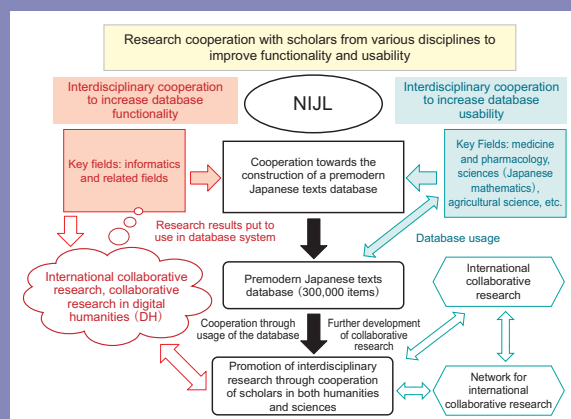 Research cooperation with scholars from various disciplines to
improve functionality and usability
Interdisciplinary cooperation
to increase database
functionality
NIJL
Interdisciplinary cooperation
to increase database
usability
Key fields: informatics
and related fields
Cooperation towards the
construction of a premodern
Japanese texts database
Key Fields: medicine
and pharmacology,
sciences (Japanese
mathematics),
agricultural science, etc.
Research results put to
use in database system
Database usage
International collaborative
research, collaborative
research in digital
humanities (DH)
Premodern Japanese texts
database (300,000 items)
International
collaborative
research
Cooperation through
usage of the database
Further development
of collaborative
research
Promotion of interdisciplinary
research through cooperation
of scholars in both humanities
and sciences
Network for
international
collaborative research